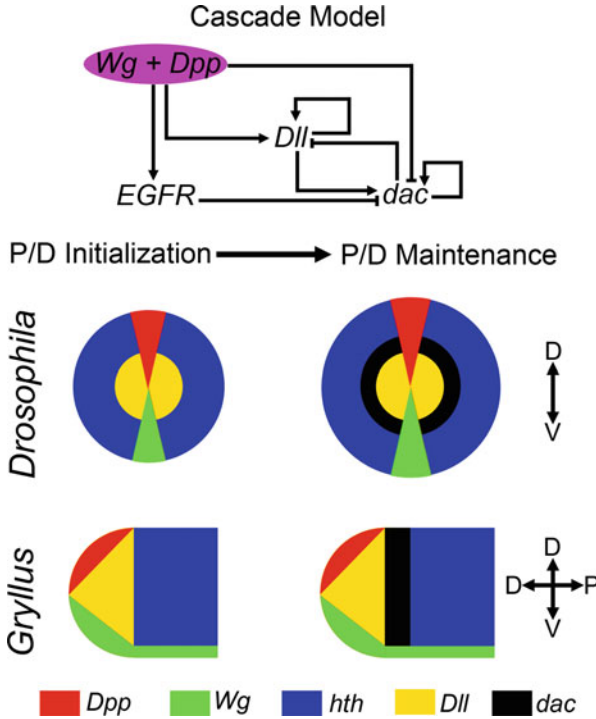 Cascade Model
Wg + Dpp
Dll
EGFR
dac
P/D Initialization
P/D Maintenance
Drosophila
D
V
Gryllus
D
D
P
V
Dpp
Wg
hth
Dll
dac